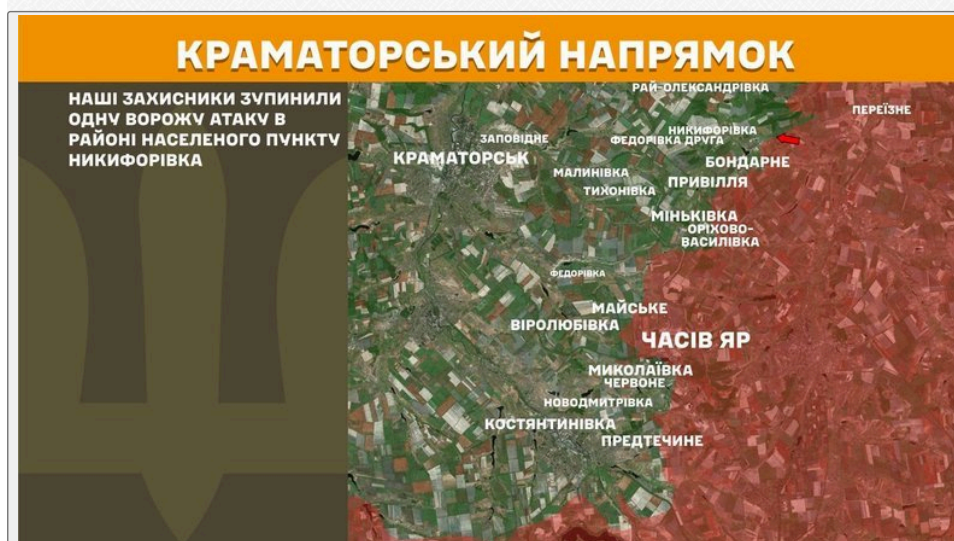 КРАМАТОРСЬКИЙ НАПРЯМОК
НАШІ ЗАХИСНИКИ ЗУПИНИЛИ
ОДНУ ВОРОЖУ АТАКУ В
РАЙОНІ НАСЕЛЕНОГО ПУНКТУ
НИКИФОРІВКА
РАЙ-ОЛЕКСАНДРІВКА
ПЕРЕЇЗНЕ
НИКИФОРІВКА
ЗАПОВІДНЕ
ФЕДОРІВКА ДРУГА
КРАМАТОРСЬК
БОНДАРНЕ
МАЛИНІВКА
ПРИВІЛЛЯ
ТИХОНІВКА
МІНЬКІВКА
ОРІХОВО-
ВАСИЛІВКА
ФЕДОРІВКА
МАЙСЬКЕ
ВІРОЛЮБІВКА
ЧАСІВ ЯР
МИКОЛАЇВКА
ЧЕРВОНЕ
НОВОДМИТРІВКА
КОСТЯНТИНІВКА
ПРЕДТЕЧИНЕ